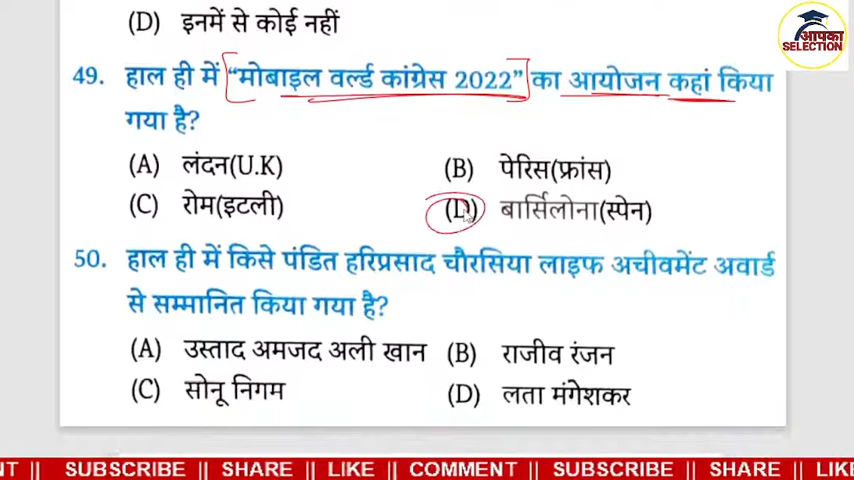 (D) इनमें से कोई नहीं
आपका
SELECTION
49. हाल ही में “मोबाइल वर्ल्ड कांग्रेस 2022” का आयोजन कहां किया
गया है?
(A) लंदन(U.K) (B) पेरिस(फ्रांस)
(C) रोम(इटली) (D) बार्सिलोना(स्पेन)
50. हाल ही में किसे पंडित हरिप्रसाद चौरसिया लाइफ अचीवमेंट अवार्ड
से सम्मानित किया गया है?
(A) उस्ताद अमजद अली खान (B) राजीव रंजन
(C) सोनू निगम (D) लता मंगेशकर
NT || SUBSCRIBE || SHARE || LIKE || COMMENT || SUBSCRIBE || SHARE || LIKE